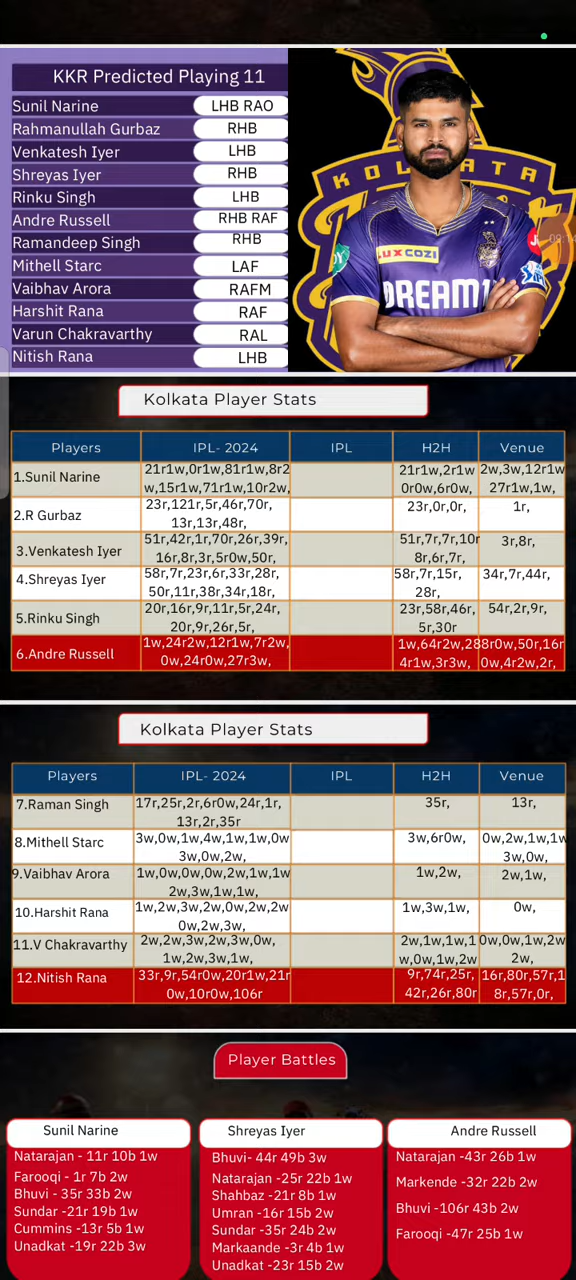 KKR Predicted Playing 11
Sunil Narine LHB RAO
Rahmanullah Gurbaz RHB
Venkatesh Iyer LHB
Shreyas Iyer RHB
Rinku Singh LHB
Andre Russell RHB RAF
Ramandeep Singh RHB
Mithell Starc LAF
Vaibhav Arora RAFM
Harshit Rana RAF
Varun Chakravarthy RAL
Nitish Rana LHB
KOLKATA
LUXCOZI
DREAM11
09:14
Kolkata Player Stats
Players IPL- 2024 IPL H2H Venue
1.Sunil Narine 21r1w,0r1w,81r1w,8r2 21r1w,2r1w 2w,3w,12r1w
w,15r1w,71r1w,10r2w, 0r0w,6r0w, 27r1w,1w,
2.R Gurbaz 23r,121r,5r,46r,70r, 23r,0r,0r, 1r,
13r,13r,48r,
3.Venkatesh Iyer 51r,42r,1r,70r,26r,39r, 51r,7r,7r,10r 3r,8r,
16r,8r,3r,5r0w,50r, 8r,6r,7r,
4.Shreyas Iyer 58r,7r,23r,6r,33r,28r, 58r,7r,15r, 34r,7r,44r,
50r,11r,38r,34r,18r, 28r,
5.Rinku Singh 20r,16r,9r,11r,5r,24r, 23r,58r,46r, 54r,2r,9r,
20r,9r,26r,5r, 5r,30r
6.Andre Russell 1w,24r2w,12r1w,7r2w, 1w,64r2w,28 8r0w,50r,16r
0w,24r0w,27r3w, 4r1w,3r3w, 0w,4r2w,2r,
Kolkata Player Stats
Players IPL- 2024 IPL H2H Venue
7.Raman Singh 17r,25r,2r,6r0w,24r,1r, 35r, 13r,
13r,2r,35r
8.Mithell Starc 3w,0w,1w,4w,1w,1w,0w 3w,6r0w, 0w,2w,1w,1w
3w,0w,2w, 3w,0w,
9.Vaibhav Arora 1w,0w,0w,0w,2w,1w,1w 1w,2w, 2w,1w,
2w,3w,1w,1w,
10.Harshit Rana 1w,2w,3w,2w,0w,2w,2w 1w,3w,1w, 0w,
0w,2w,3w,
11.V Chakravarthy 2w,2w,3w,2w,3w,0w, 2w,1w,1w,1 0w,0w,1w,2w
1w,2w,3w,1w, w,0w,1w,2w 2w,
12.Nitish Rana 33r,9r,54r0w,20r1w,21r 9r,74r,25r, 16r,80r,57r,1
0w,10r0w,106r 42r,26r,80r 8r,57r,0r,
Player Battles
Sunil Narine
Natarajan - 11r 10b 1w
Farooqi - 1r 7b 2w
Bhuvi - 35r 33b 2w
Sundar -21r 19b 1w
Cummins -13r 5b 1w
Unadkat -19r 22b 3w
Shreyas Iyer
Bhuvi- 44r 49b 3w
Natarajan -25r 22b 1w
Shahbaz -21r 8b 1w
Umran -16r 15b 2w
Sundar -35r 24b 2w
Markaande -3r 4b 1w
Unadkat -23r 15b 2w
Andre Russell
Natarajan -43r 26b 1w
Markende -32r 22b 2w
Bhuvi -106r 43b 2w
Farooqi -47r 25b 1w